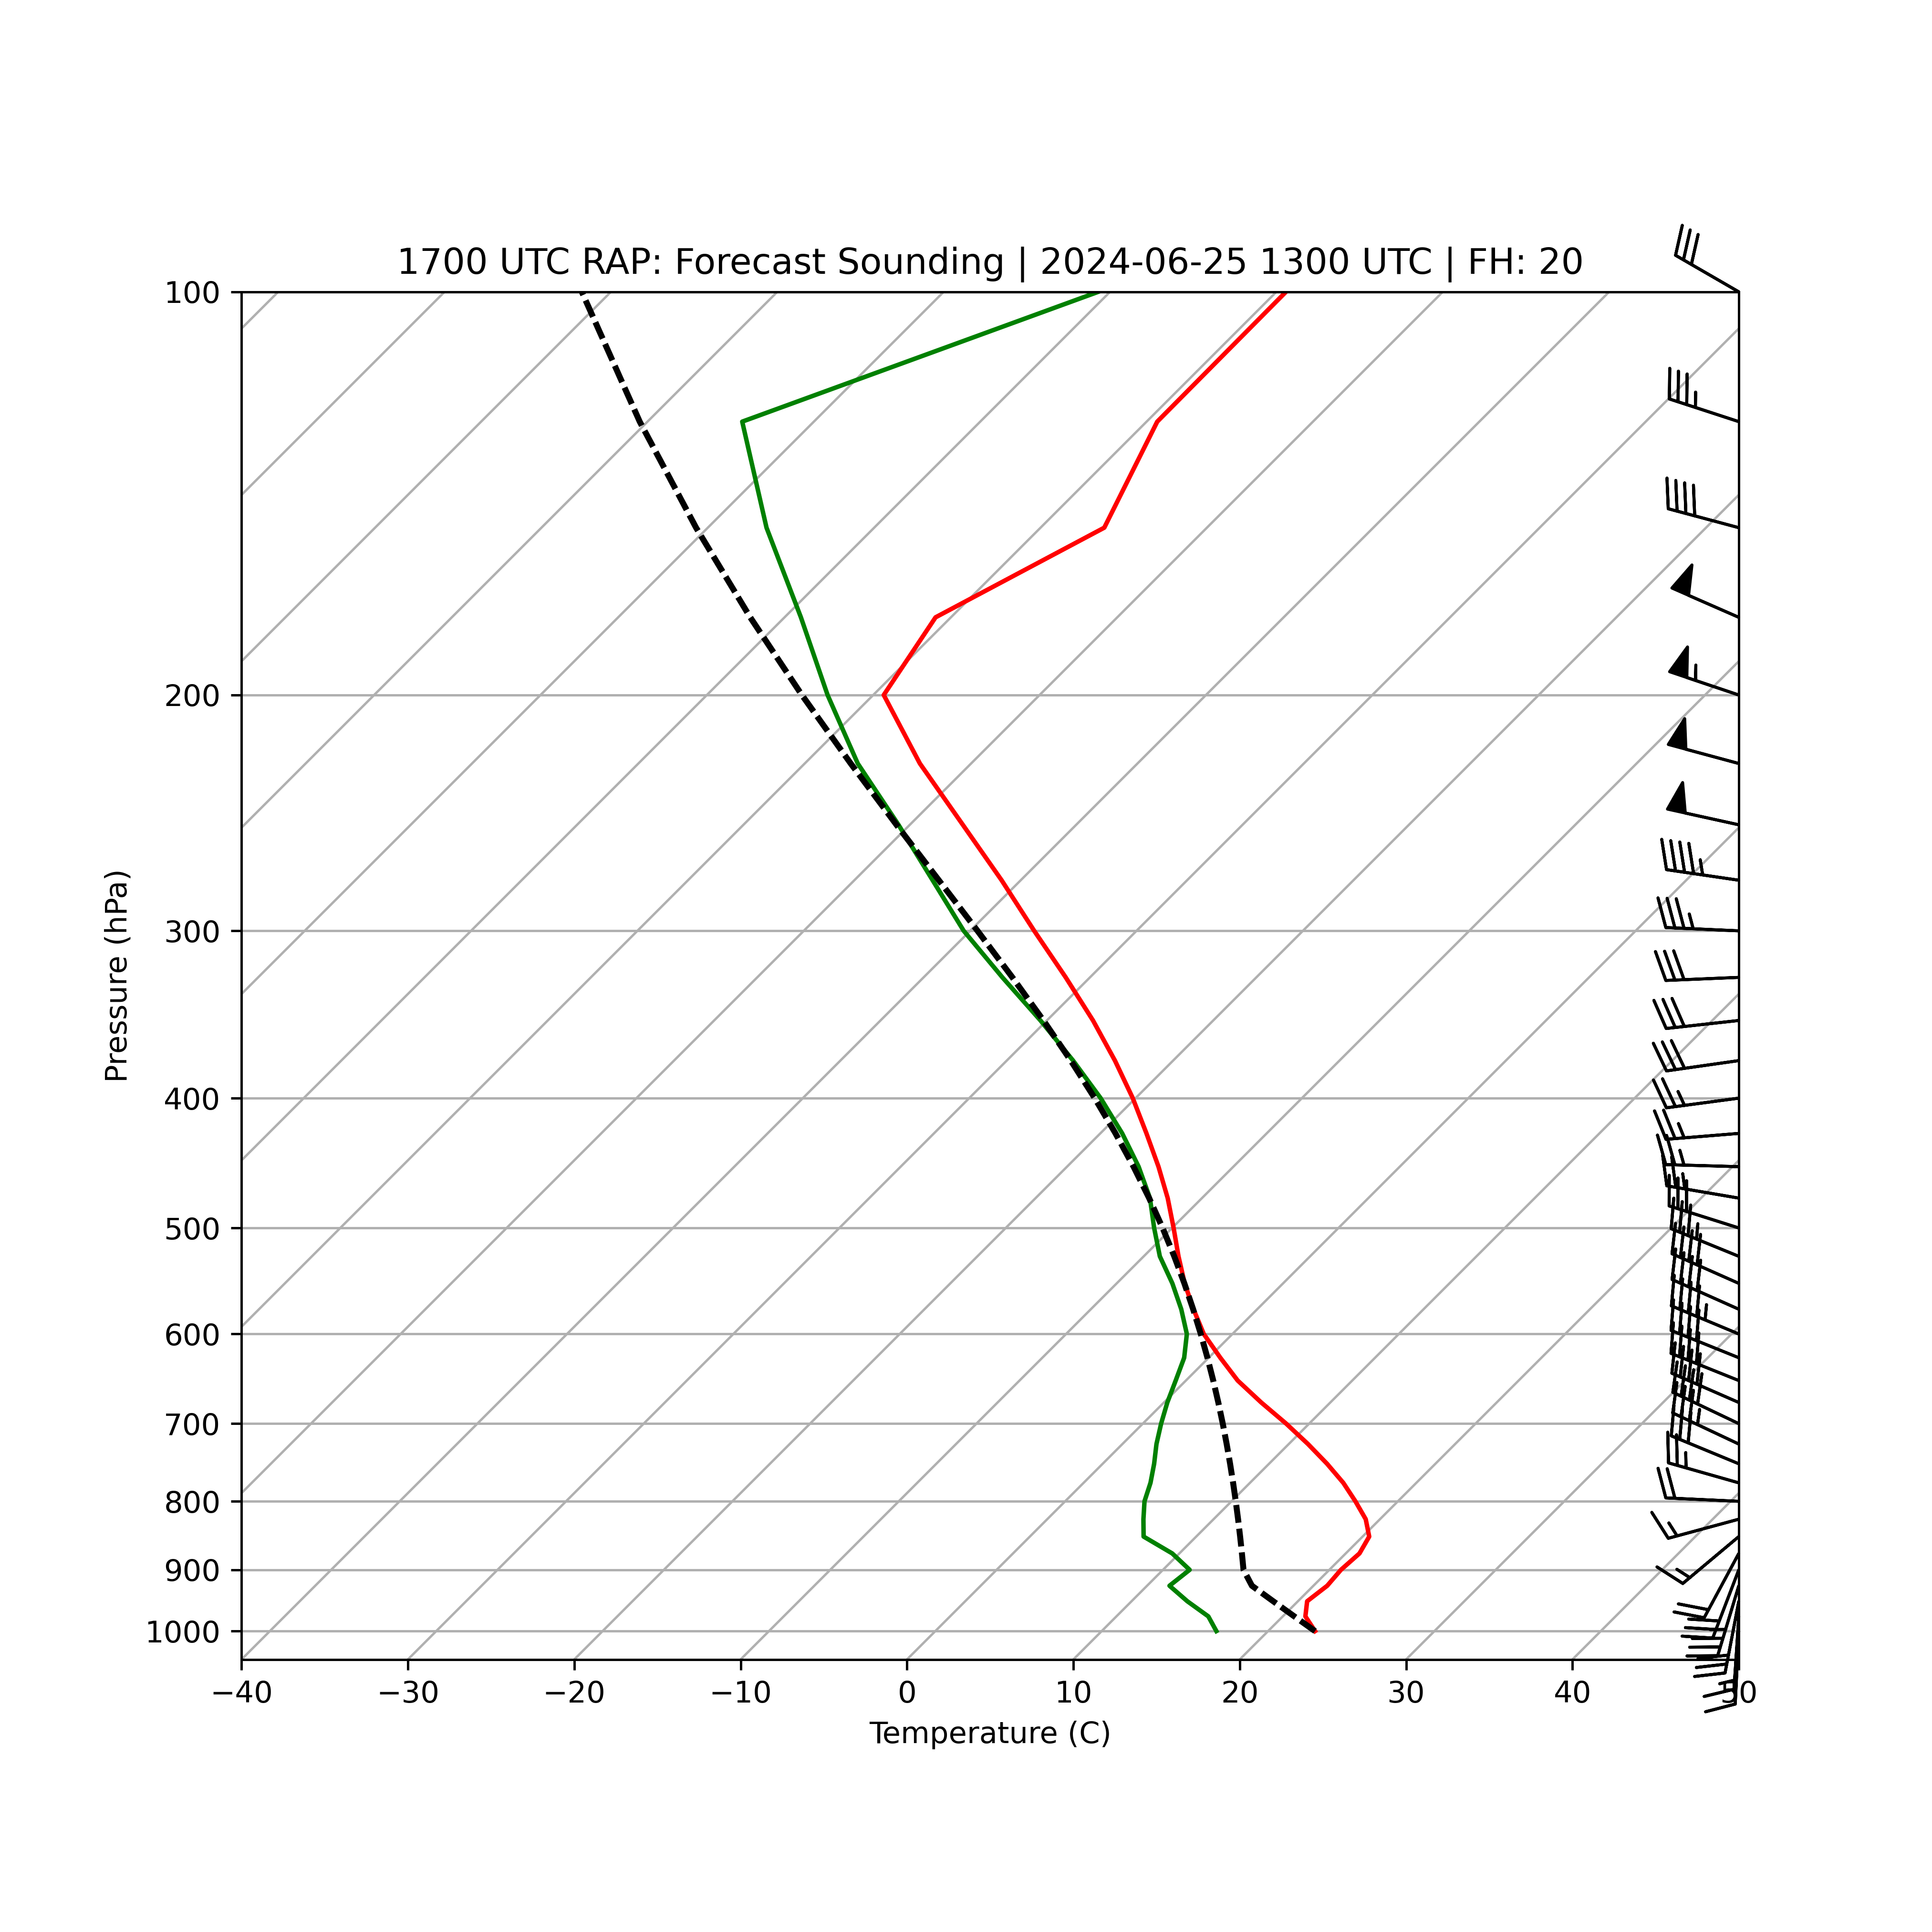 1700 UTC RAP: Forecast Sounding | 2024-06-25 1300 UTC | FH: 20
100
200
300
400
500
600
700
800
900
1000
Pressure (hPa)
−40 −30 −20 −10 0 10 20 30 40 50
Temperature (C)